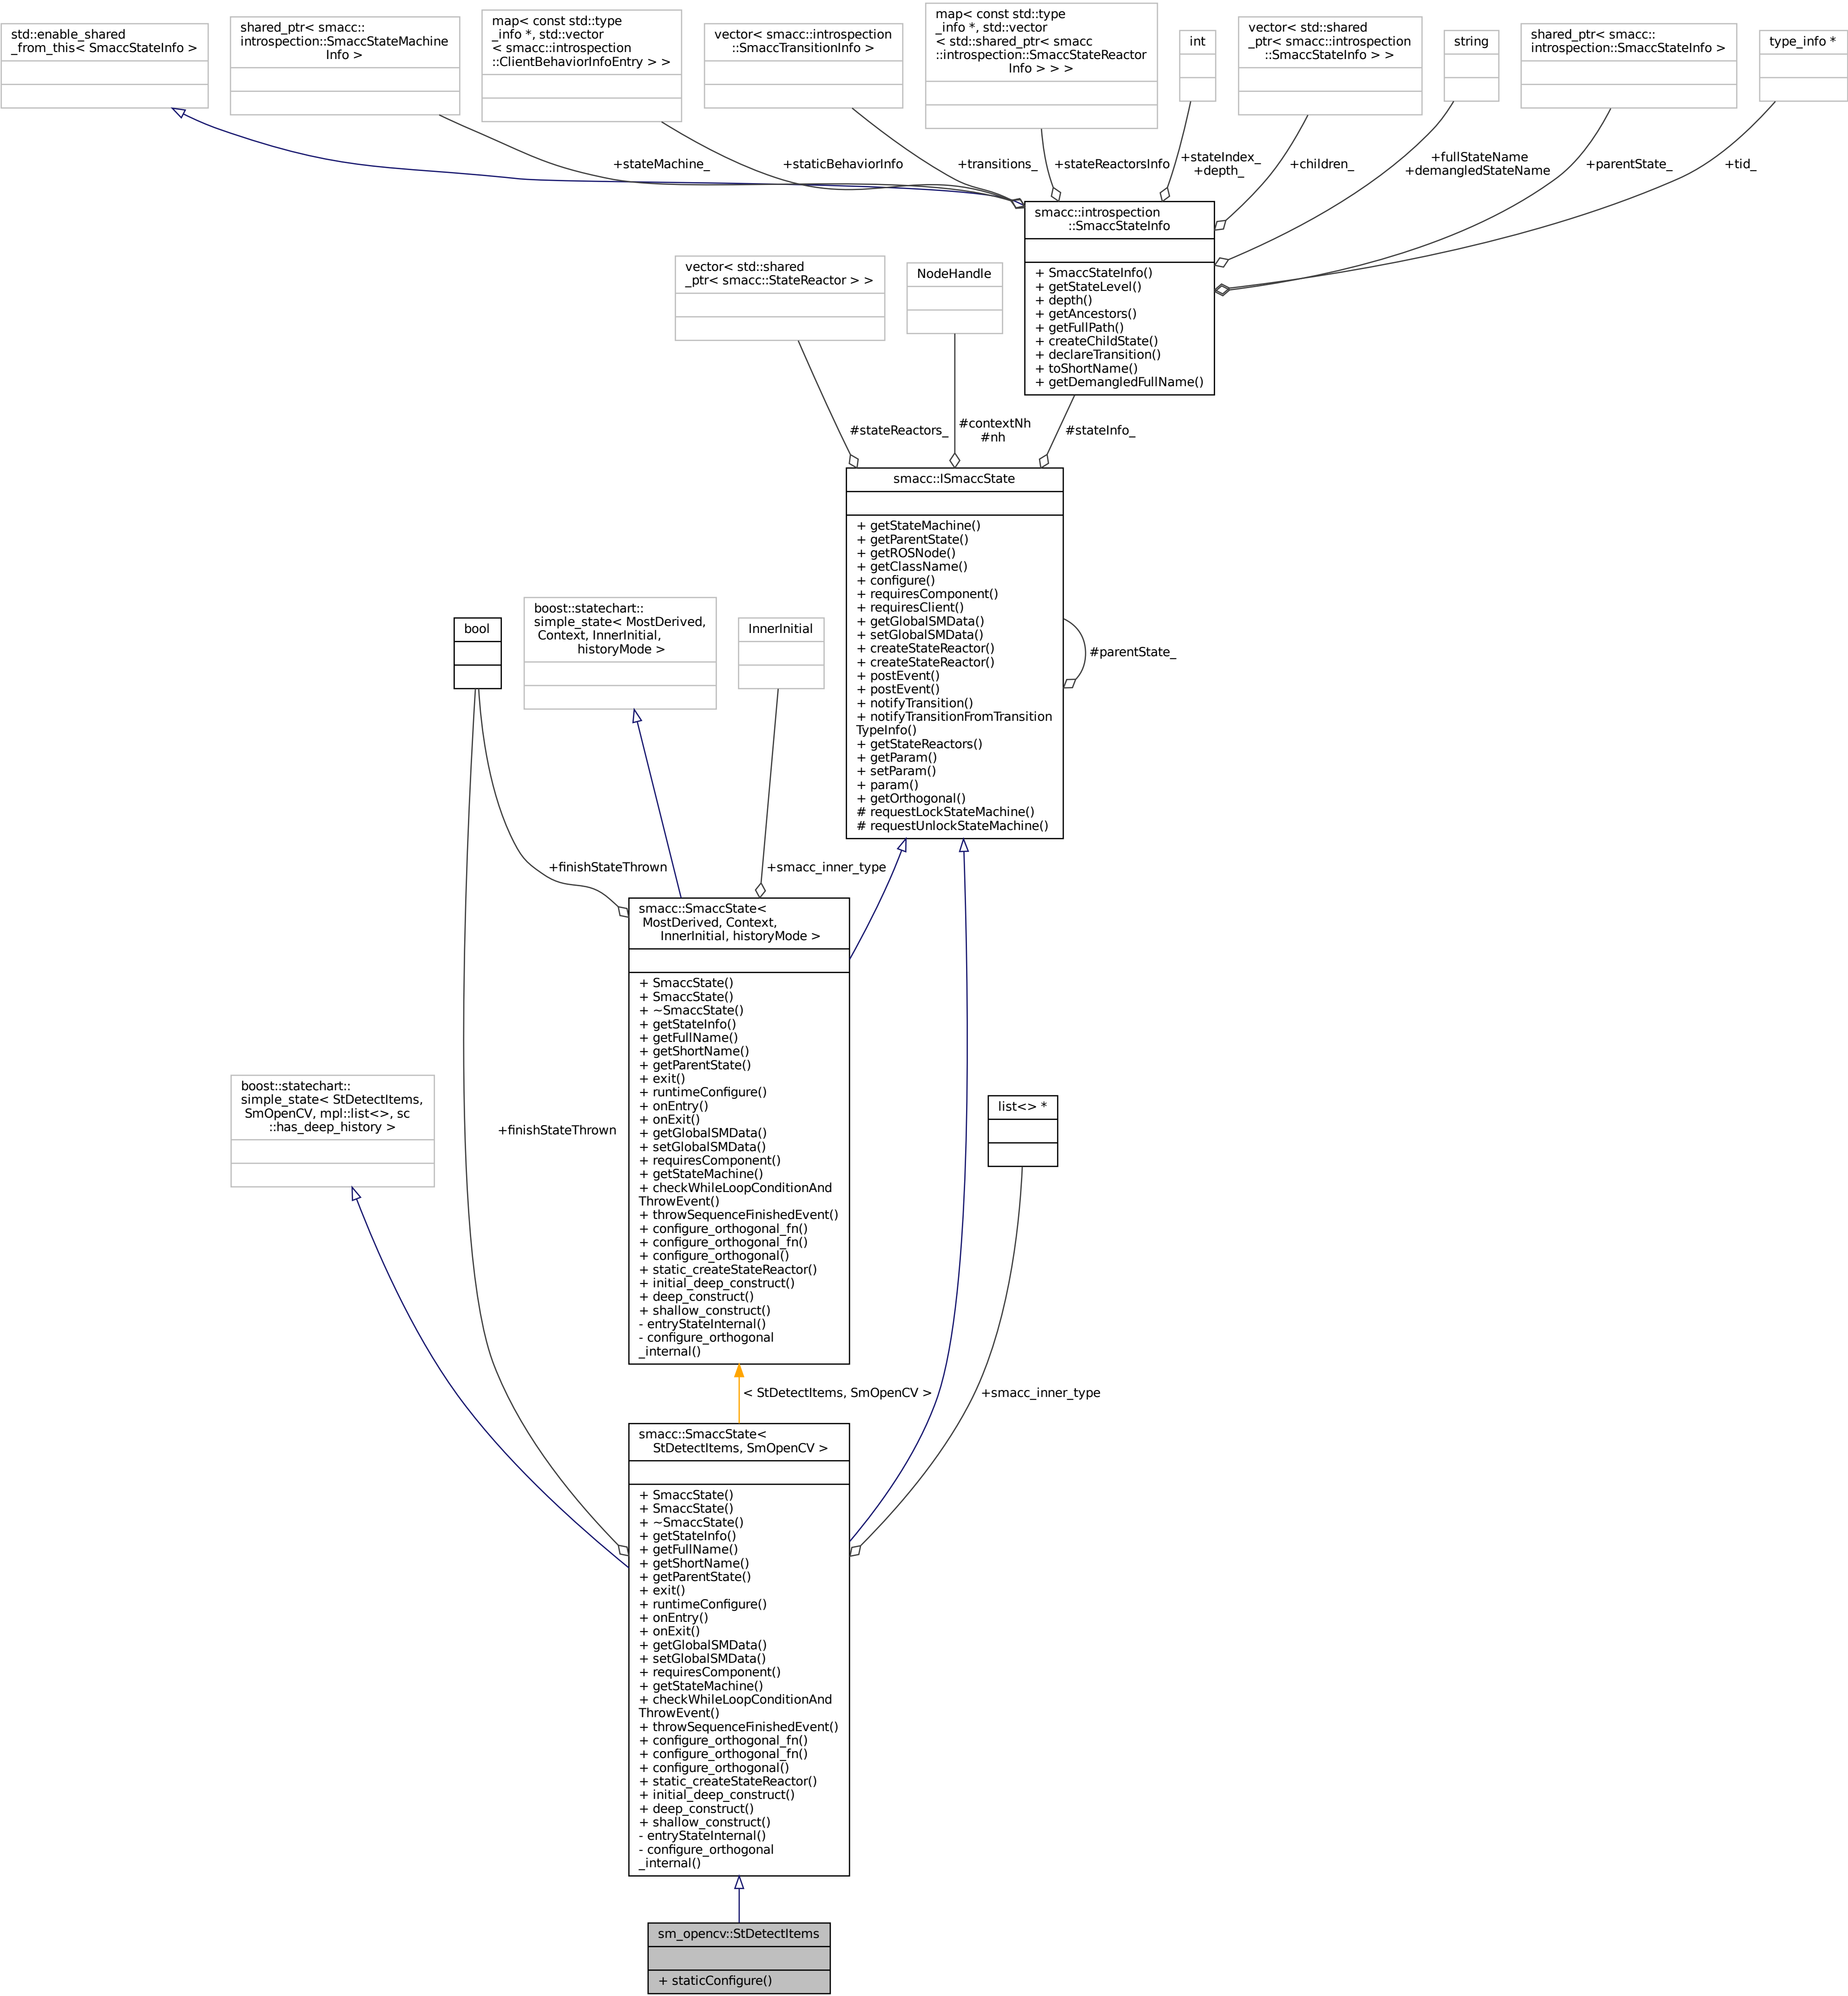 std::enable_shared
_from_this< SmaccStateInfo >
shared_ptr< smacc::
introspection::SmaccStateMachine
Info >
map< const std::type
_info *, std::vector
< smacc::introspection
::ClientBehaviorInfoEntry > >
vector< smacc::introspection
::SmaccTransitionInfo >
map< const std::type
_info *, std::vector
< std::shared_ptr< smacc
::introspection::SmaccStateReactor
Info > > >
int
vector< std::shared
_ptr< smacc::introspection
::SmaccStateInfo > >
string
shared_ptr< smacc::
introspection::SmaccStateInfo >
type_info *
+stateMachine_
+staticBehaviorInfo
+transitions_
+stateReactorsInfo
+stateIndex_
+depth_
+children_
+fullStateName
+demangledStateName
+parentState_
+tid_
smacc::introspection
::SmaccStateInfo
+ SmaccStateInfo()
+ getStateLevel()
+ depth()
+ getAncestors()
+ getFullPath()
+ createChildState()
+ declareTransition()
+ toShortName()
+ getDemangledFullName()
vector< std::shared
_ptr< smacc::StateReactor > >
NodeHandle
#stateReactors_
#contextNh
#nh
#stateInfo_
smacc::ISmaccState
+ getStateMachine()
+ getParentState()
+ getROSNode()
+ getClassName()
+ configure()
+ requiresComponent()
+ requiresClient()
+ getGlobalSMData()
+ setGlobalSMData()
+ createStateReactor()
+ createStateReactor()
+ postEvent()
+ postEvent()
+ notifyTransition()
+ notifyTransitionFromTransition
TypeInfo()
+ getStateReactors()
+ getParam()
+ setParam()
+ param()
+ getOrthogonal()
# requestLockStateMachine()
# requestUnlockStateMachine()
#parentState_
bool
boost::statechart::
simple_state< MostDerived,
Context, InnerInitial,
historyMode >
InnerInitial
+finishStateThrown
+smacc_inner_type
smacc::SmaccState<
MostDerived, Context,
InnerInitial, historyMode >
+ SmaccState()
+ SmaccState()
+ ~SmaccState()
+ getStateInfo()
+ getFullName()
+ getShortName()
+ getParentState()
+ exit()
+ runtimeConfigure()
+ onEntry()
+ onExit()
+ getGlobalSMData()
+ setGlobalSMData()
+ requiresComponent()
+ getStateMachine()
+ checkWhileLoopConditionAnd
ThrowEvent()
+ throwSequenceFinishedEvent()
+ configure_orthogonal_fn()
+ configure_orthogonal_fn()
+ configure_orthogonal()
+ static_createStateReactor()
+ initial_deep_construct()
+ deep_construct()
+ shallow_construct()
- entryStateInternal()
- configure_orthogonal
_internal()
boost::statechart::
simple_state< StDetectItems,
SmOpenCV, mpl::list<>, sc
::has_deep_history >
+finishStateThrown
list<> *
< StDetectItems, SmOpenCV >
+smacc_inner_type
smacc::SmaccState<
StDetectItems, SmOpenCV >
+ SmaccState()
+ SmaccState()
+ ~SmaccState()
+ getStateInfo()
+ getFullName()
+ getShortName()
+ getParentState()
+ exit()
+ runtimeConfigure()
+ onEntry()
+ onExit()
+ getGlobalSMData()
+ setGlobalSMData()
+ requiresComponent()
+ getStateMachine()
+ checkWhileLoopConditionAnd
ThrowEvent()
+ throwSequenceFinishedEvent()
+ configure_orthogonal_fn()
+ configure_orthogonal_fn()
+ configure_orthogonal()
+ static_createStateReactor()
+ initial_deep_construct()
+ deep_construct()
+ shallow_construct()
- entryStateInternal()
- configure_orthogonal
_internal()
sm_opencv::StDetectItems
+ staticConfigure()